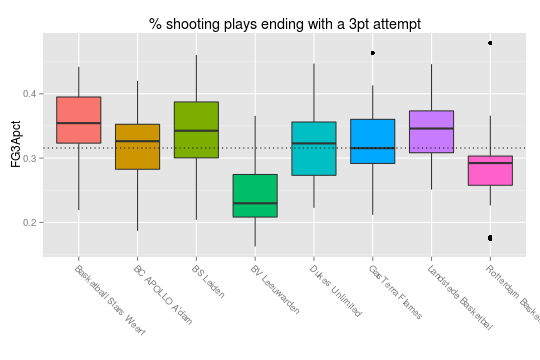 % shooting plays ending with a 3pt attempt
FG3Apct
0.4
0.3
0.2
Basketball Stars Weert
BC APOLLO A'dam
BS Leiden
BV Leeuwarden
Dukes Unlimited
GasTerra Flames
Landstede Basketbal
Rotterdam Baske